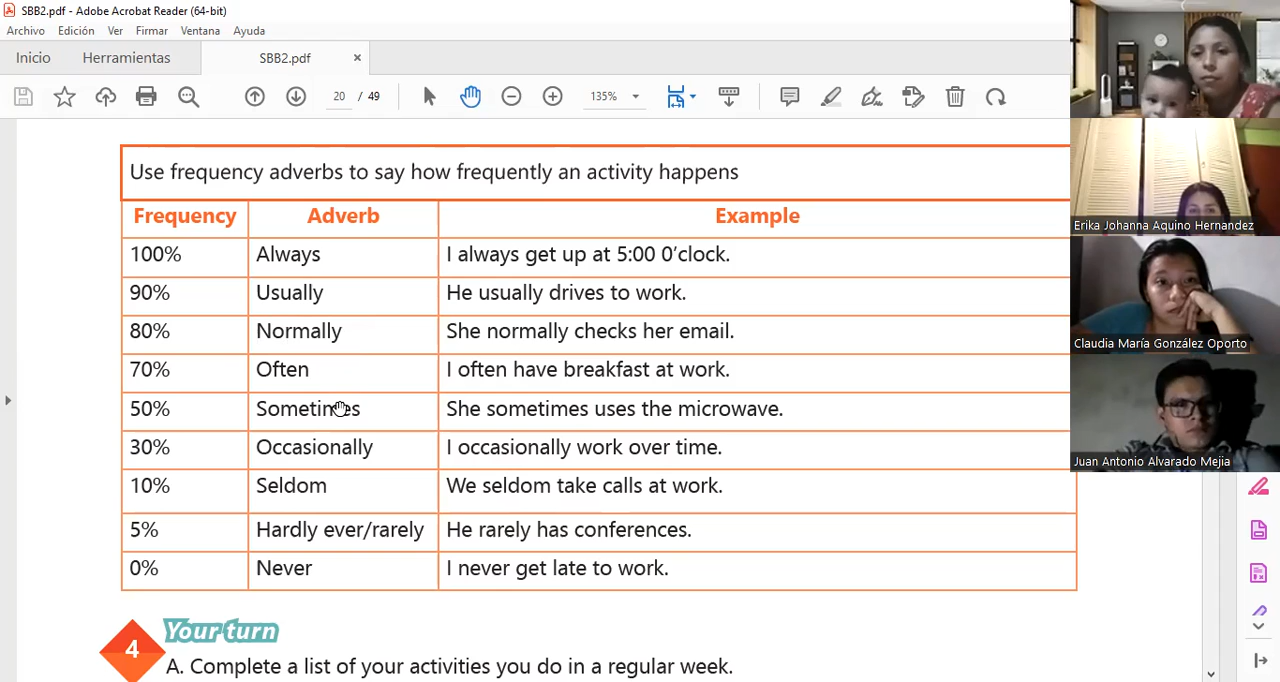 SBB2.pdf - Adobe Acrobat Reader (64-bit)
Archivo Edición Ver Firmar Ventana Ayuda
Inicio Herramientas SBB2.pdf ×
20 / 49 135%
Use frequency adverbs to say how frequently an activity happens
Frequency Adverb Example
100% Always I always get up at 5:00 0’clock.
90% Usually He usually drives to work.
80% Normally She normally checks her email.
70% Often I often have breakfast at work.
50% Sometimes She sometimes uses the microwave.
30% Occasionally I occasionally work over time.
10% Seldom We seldom take calls at work.
5% Hardly ever/rarely He rarely has conferences.
0% Never I never get late to work.
4 Your turn
A. Complete a list of your activities you do in a regular week.
Erika Johanna Aquino Hernandez
Claudia María González Oporto
Juan Antonio Alvarado Mejia